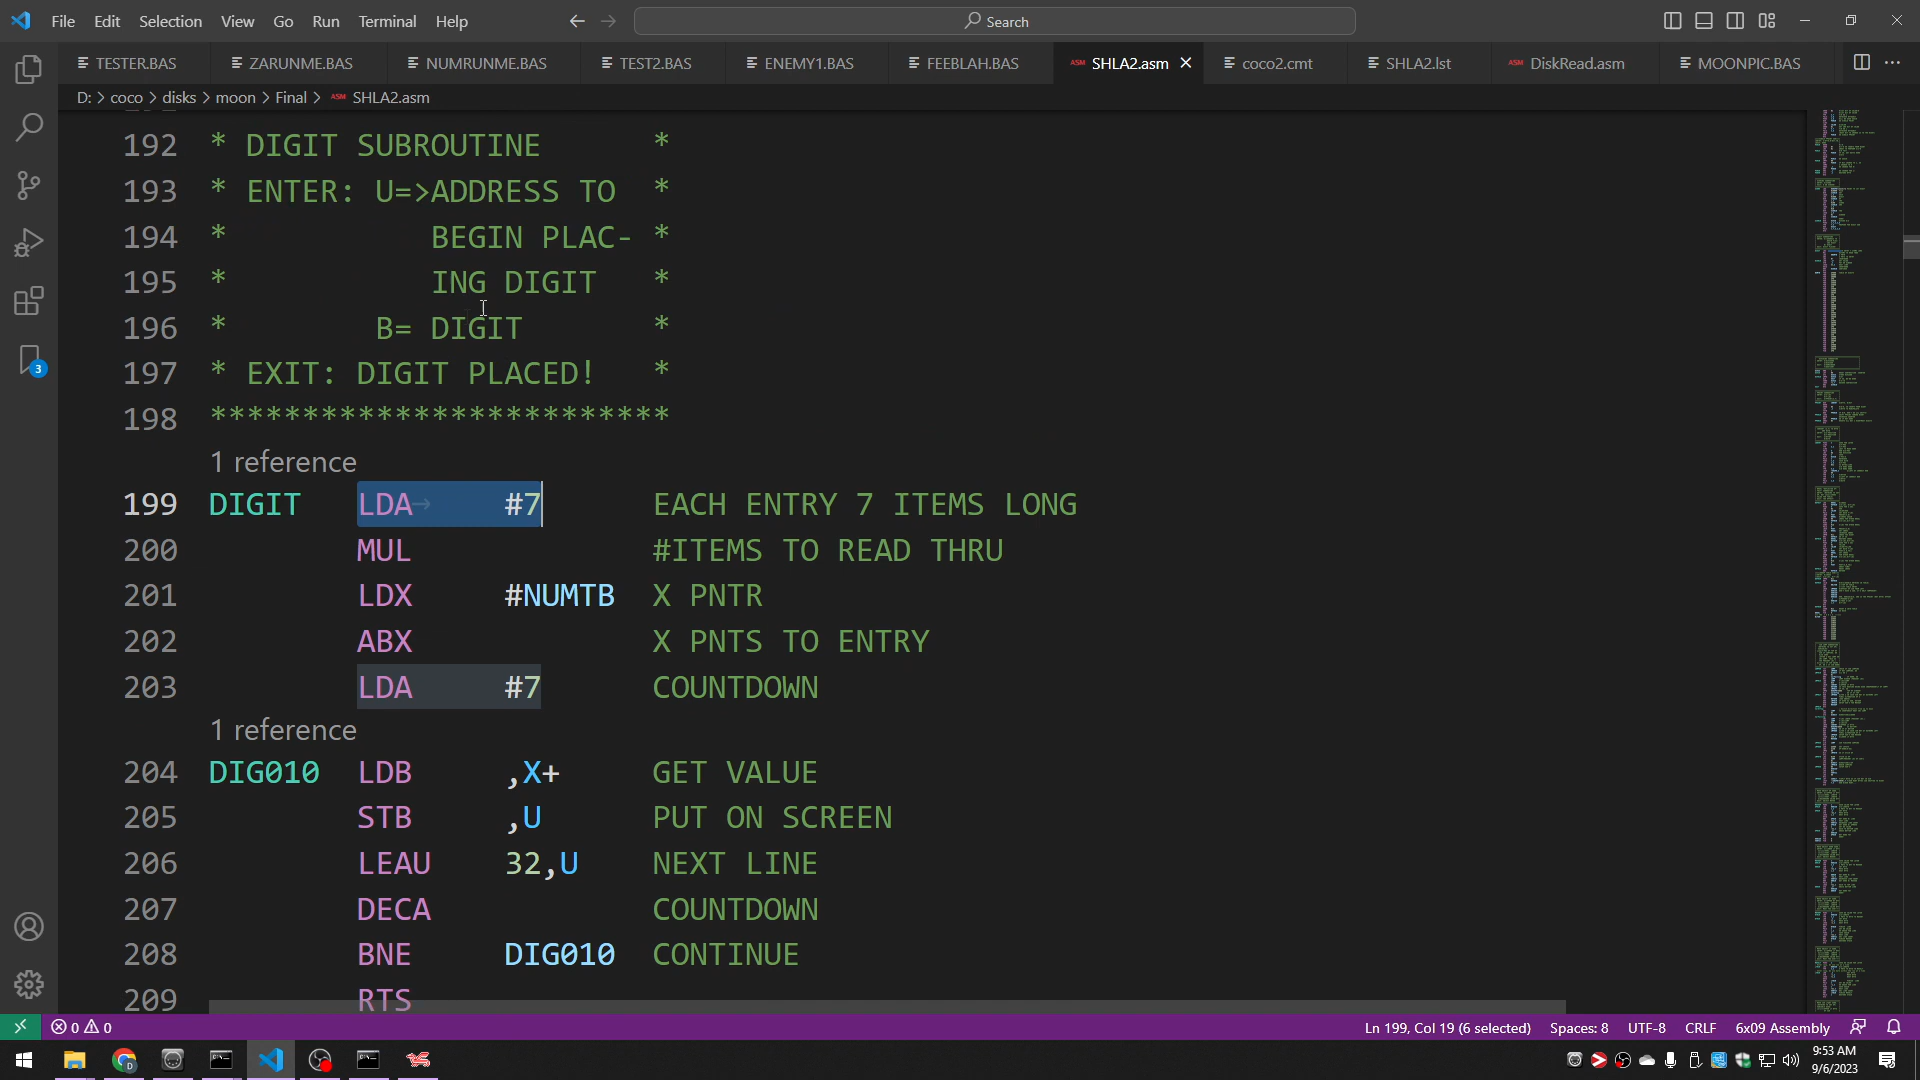 File Edit Selection View Go Run Terminal Help Search
TESTER.BAS ZARUNME.BAS NUMRUNME.BAS TEST2.BAS ENEMY1.BAS FEEBLAH.BAS ASM SHLA2.asm coco2.cmt SHLA2.lst ASM DiskRead.asm MOONPIC.BAS
D: > coco > disks > moon > Final > ASM SHLA2.asm
192 * DIGIT SUBROUTINE *
193 * ENTER: U=>ADDRESS TO *
194 * BEGIN PLAC- *
195 * ING DIGIT *
196 * B= DIGIT *
197 * EXIT: DIGIT PLACED! *
198 *************************
1 reference
199 DIGIT LDA #7 EACH ENTRY 7 ITEMS LONG
200 MUL #ITEMS TO READ THRU
201 LDX #NUMTB X PNTR
202 ABX X PNTS TO ENTRY
203 LDA #7 COUNTDOWN
1 reference
204 DIG010 LDB ,X+ GET VALUE
205 STB ,U PUT ON SCREEN
206 LEAU 32,U NEXT LINE
207 DECA COUNTDOWN
208 BNE DIG010 CONTINUE
209 RTS
3
0 0 Ln 199, Col 19 (6 selected) Spaces: 8 UTF-8 CRLF 6x09 Assembly
9:53 AM
9/6/2023